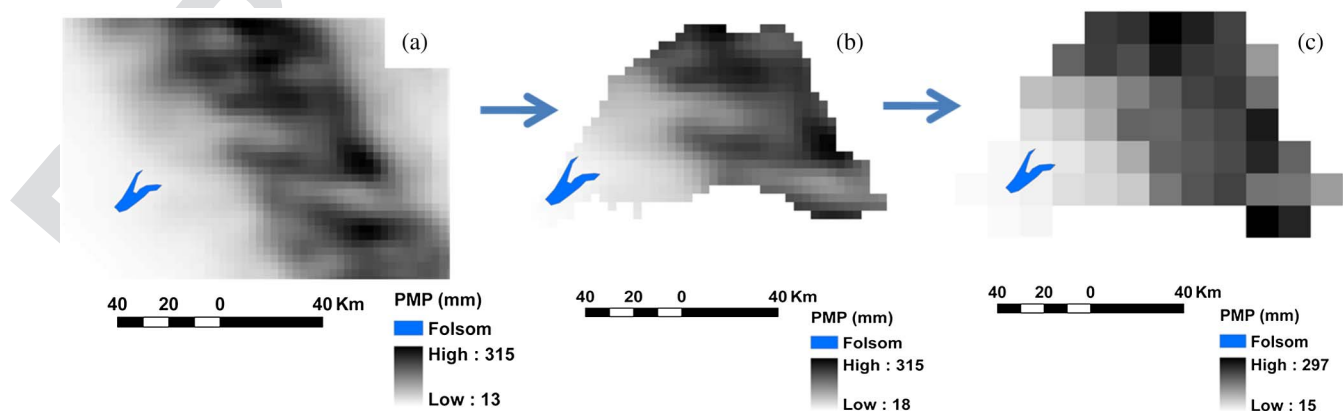 (a)
(b)
(c)
40 20 0 40 Km
PMP (mm)
Folsom
High : 315
Low : 13
40 20 0 40 Km
PMP (mm)
Folsom
High : 315
Low : 18
40 20 0 40 Km
PMP (mm)
Folsom
High : 297
Low : 15